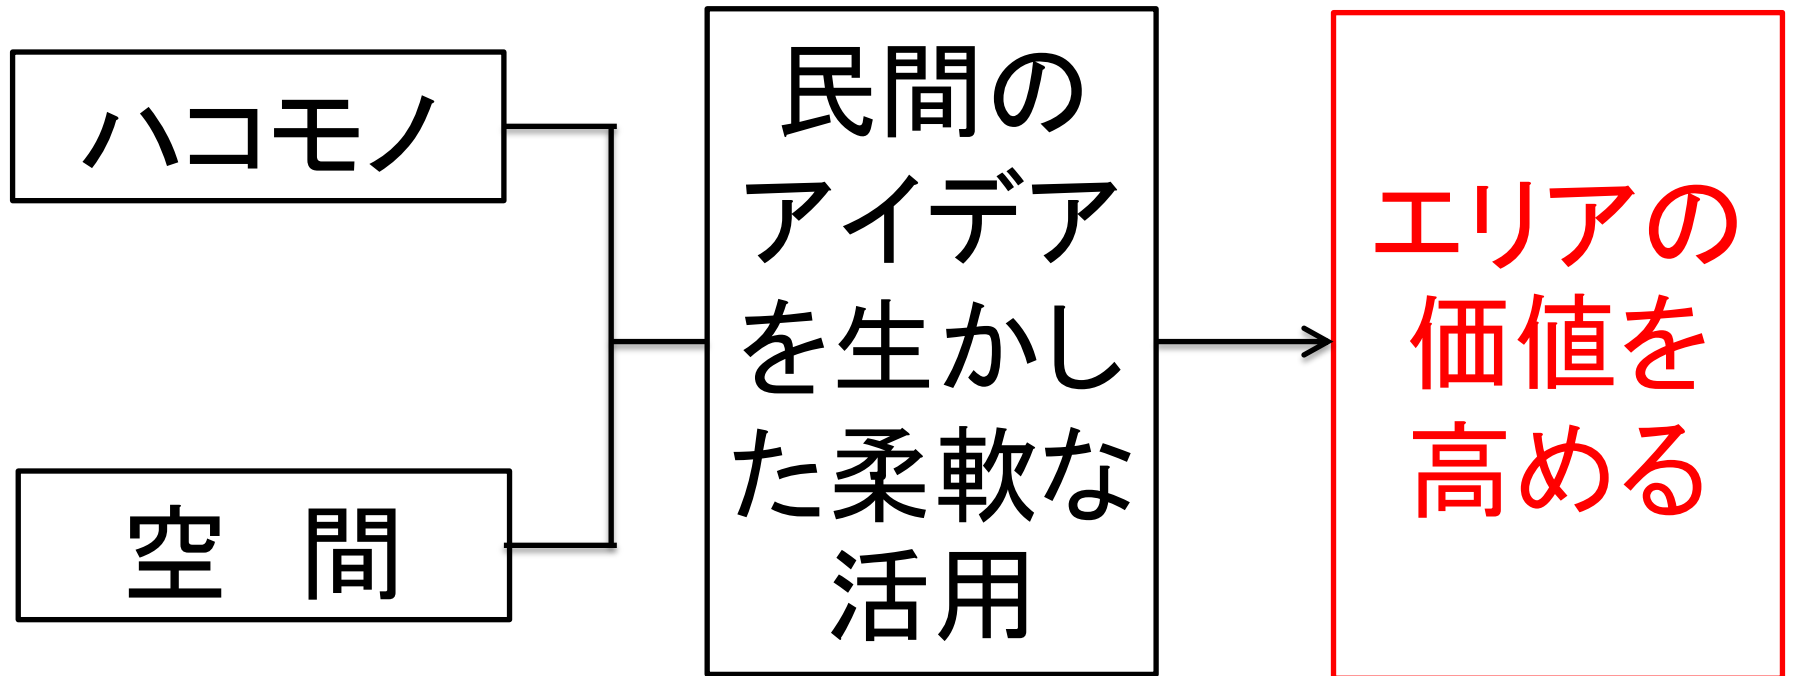 ハコモノ
空　間
民間の
アイデア
を生かし
た柔軟な
活用
エリアの
価値を
高める